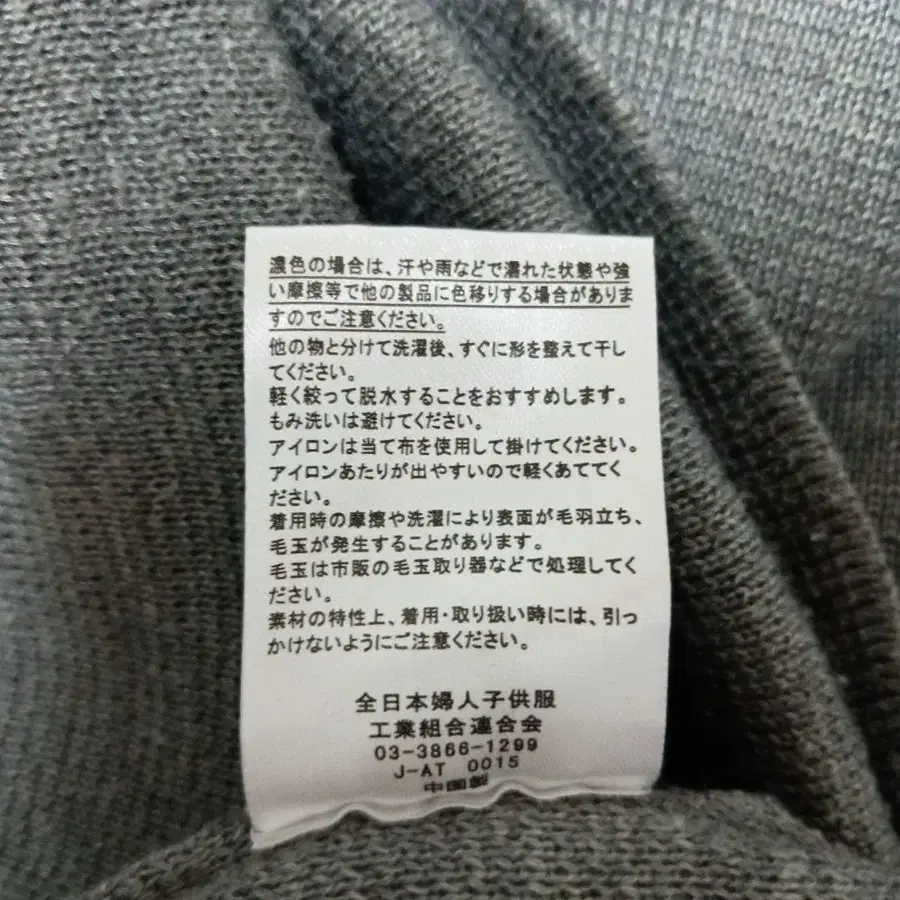 濃色の場合は、汗や雨などで濡れた状態や強
い摩擦等で他の製品に色移りする場合がありま
すのでご注意ください。
他の物と分けて洗濯後、すぐに形を整えて干し
てください。
軽く絞って脱水することをおすすめします。
もみ洗いは避けてください。
アイロンは当て布を使用して掛けてください。
アイロンあたりが出やすいので軽くあててく
ださい。
着用時の摩擦や洗濯により表面が毛羽立ち、
毛玉が発生することがあります。
毛玉は市販の毛玉取り器などで処理してく
ださい。
素材の特性上、着用・取り扱い時には、引っ
かけないようにご注意ください。
全日本婦人子供服
工業組合連合会
03-3866-1299
J-AT 0015
中国製